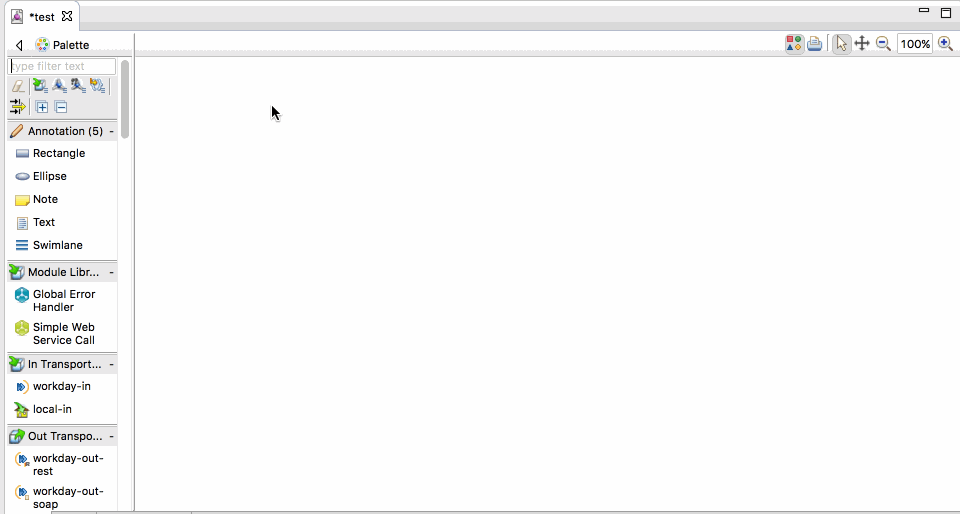 *test
Palette
100%
type filter text
Annotation (5) -
Rectangle
Ellipse
Note
Text
Swimlane
Module Libr... -
Global Error
Handler
Simple Web
Service Call
In Transport... -
workday-in
local-in
Out Transpo... -
workday-out-
rest
workday-out-
soap